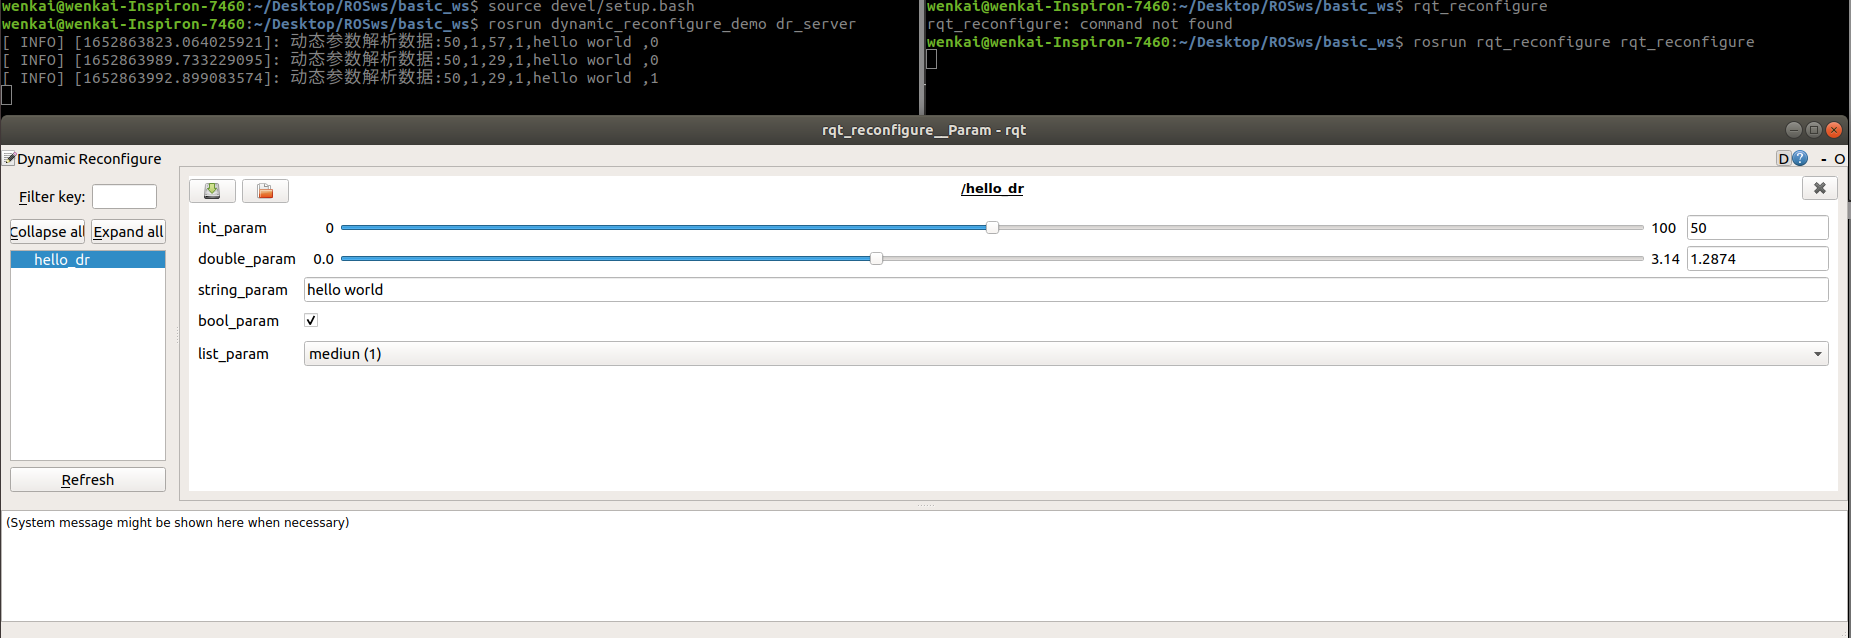 wenkai@wenkai-Inspiron-7460:~/Desktop/ROSws/basic_ws$ source devel/setup.bash
wenkai@wenkai-Inspiron-7460:~/Desktop/ROSws/basic_ws$ rosrun dynamic_reconfigure_demo dr_server
[ INFO] [1652863823.064025921]: 动态参数解析数据:50,1,57,1,hello world ,0
[ INFO] [1652863989.733229095]: 动态参数解析数据:50,1,29,1,hello world ,0
[ INFO] [1652863992.899083574]: 动态参数解析数据:50,1,29,1,hello world ,1
wenkai@wenkai-Inspiron-7460:~/Desktop/ROSws/basic_ws$ rqt_reconfigure
rqt_reconfigure: command not found
wenkai@wenkai-Inspiron-7460:~/Desktop/ROSws/basic_ws$ rosrun rqt_reconfigure rqt_reconfigure
rqt_reconfigure__Param - rqt
Dynamic Reconfigure
D ? - O
Filter key:
Collapse all Expand all
hello_dr
Refresh
/hello_dr
int_param 0 100 50
double_param 0.0 3.14 1.2874
string_param hello world
bool_param
list_param mediun (1)
(System message might be shown here when necessary)